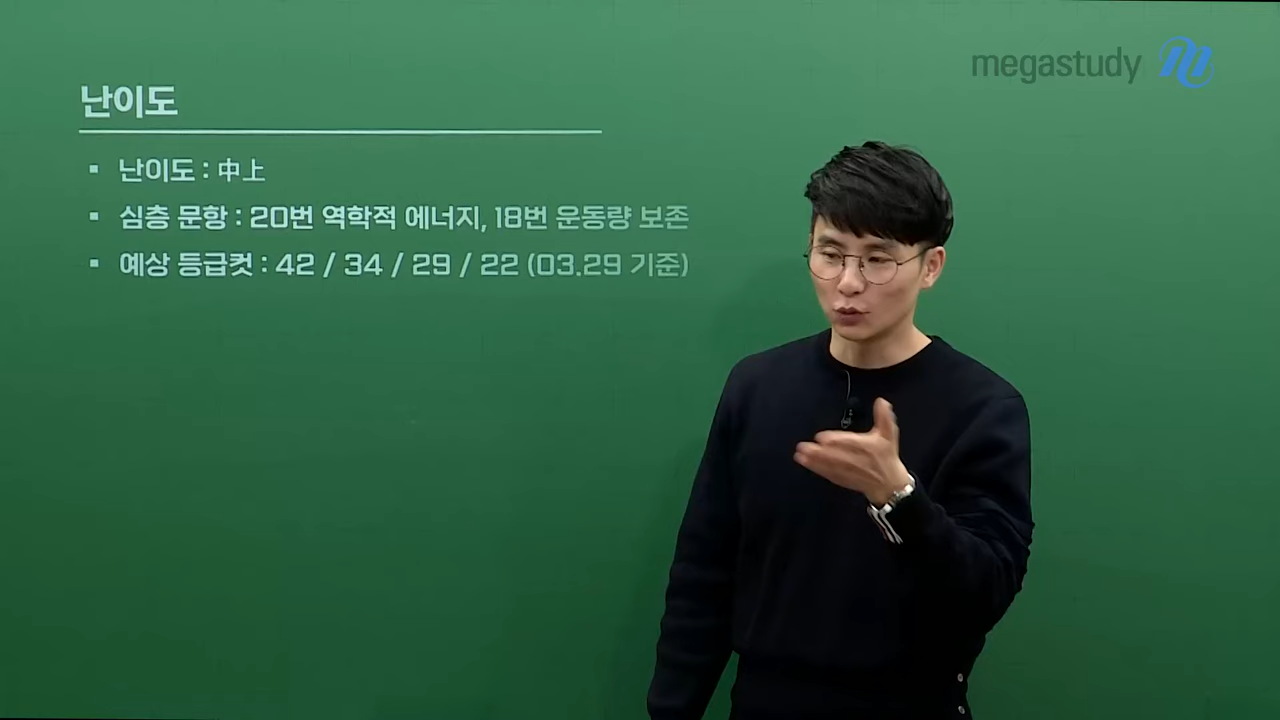 megastudy
난이도
▪ 난이도 : 中上
▪ 심층 문항 : 20번 역학적 에너지, 18번 운동량 보존
▪ 예상 등급컷 : 42 / 34 / 29 / 22 (03.29 기준)